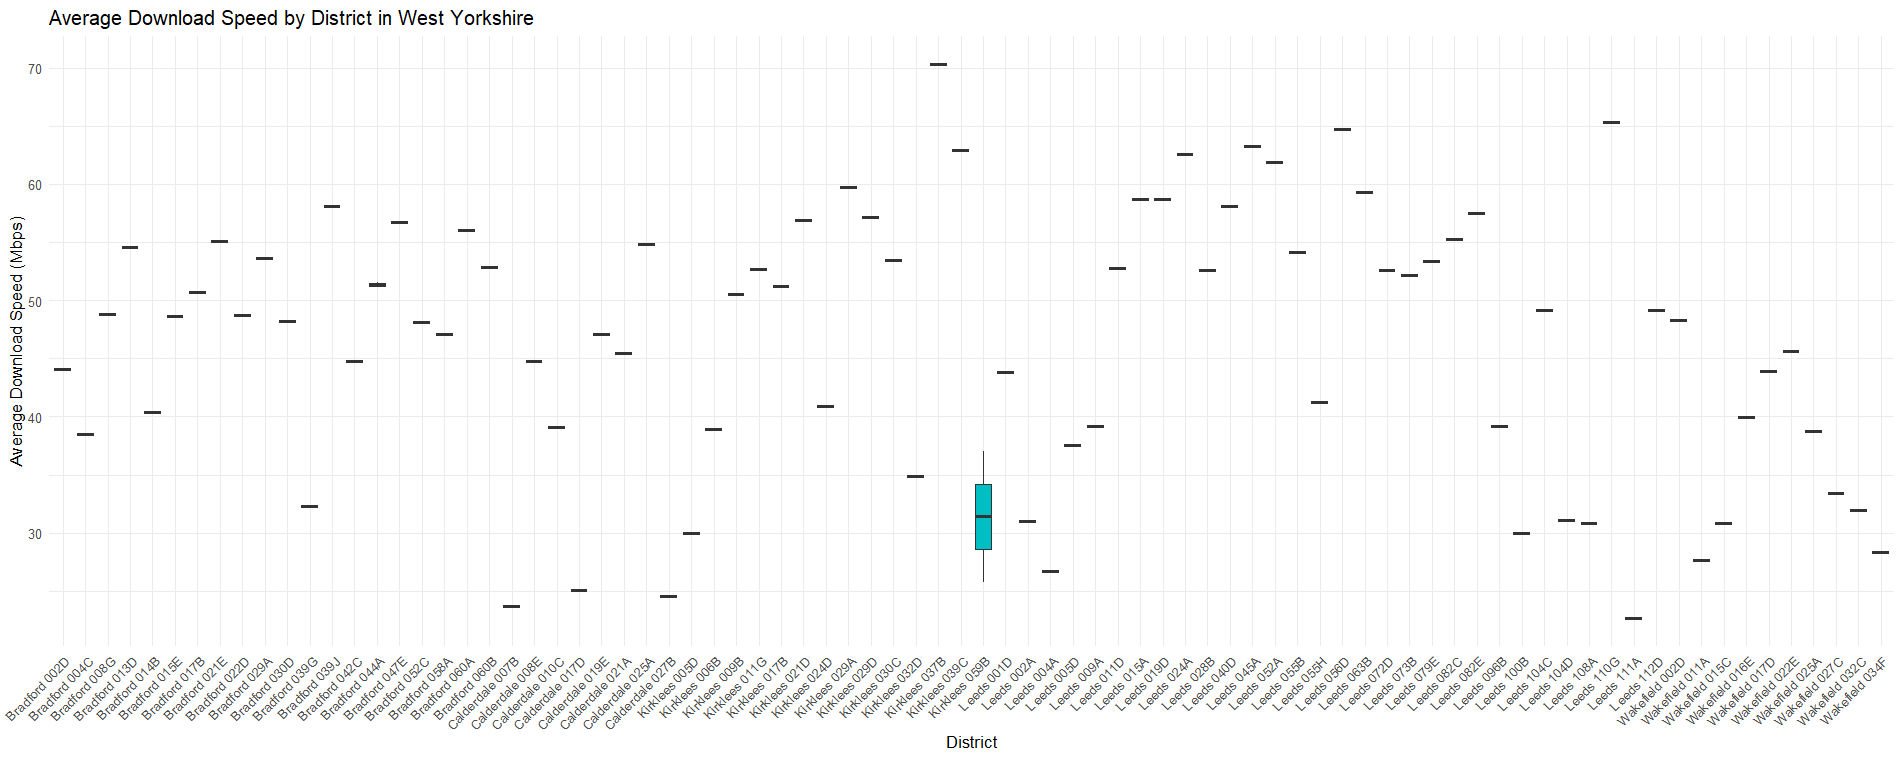 Average Download Speed by District in West Yorkshire
Average Download Speed (Mbps)
70
60
50
40
30
Bradford 002D
Bradford 004C
Bradford 008G
Bradford 013D
Bradford 014B
Bradford 015E
Bradford 017B
Bradford 021E
Bradford 022D
Bradford 029A
Bradford 030D
Bradford 039G
Bradford 039J
Bradford 042C
Bradford 044A
Bradford 047E
Bradford 052C
Bradford 058A
Bradford 060A
Bradford 060B
Calderdale 007B
Calderdale 008E
Calderdale 010C
Calderdale 017D
Calderdale 019E
Calderdale 021A
Calderdale 025A
Calderdale 027B
Kirklees 005D
Kirklees 006B
Kirklees 009B
Kirklees 011G
Kirklees 017B
Kirklees 021D
Kirklees 024D
Kirklees 029A
Kirklees 029D
Kirklees 030C
Kirklees 032D
Kirklees 037B
Kirklees 039C
Kirklees 059B
Leeds 001D
Leeds 002A
Leeds 004A
Leeds 005D
Leeds 009A
Leeds 011D
Leeds 015A
Leeds 019D
Leeds 024A
Leeds 028B
Leeds 040D
Leeds 045A
Leeds 052A
Leeds 055B
Leeds 055H
Leeds 056D
Leeds 063B
Leeds 072D
Leeds 073B
Leeds 079E
Leeds 082C
Leeds 082E
Leeds 096B
Leeds 100B
Leeds 104C
Leeds 104D
Leeds 108A
Leeds 110G
Leeds 111A
Leeds 112D
Wakefield 002D
Wakefield 011A
Wakefield 015C
Wakefield 016E
Wakefield 017D
Wakefield 022E
Wakefield 025A
Wakefield 027C
Wakefield 032C
Wakefield 034F
District